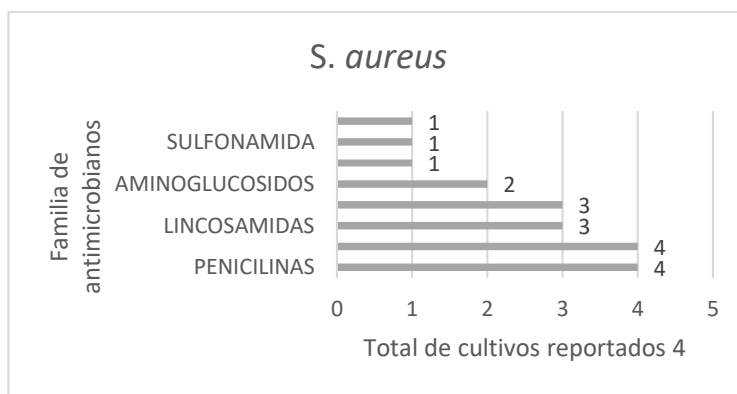 S. aureus
Familia de
antimicrobianos
1
SULFONAMIDA 1
1
AMINOGLUCOSIDOS 2
3
LINCOSAMIDAS 3
4
PENICILINAS 4
0 1 2 3 4 5
Total de cultivos reportados 4